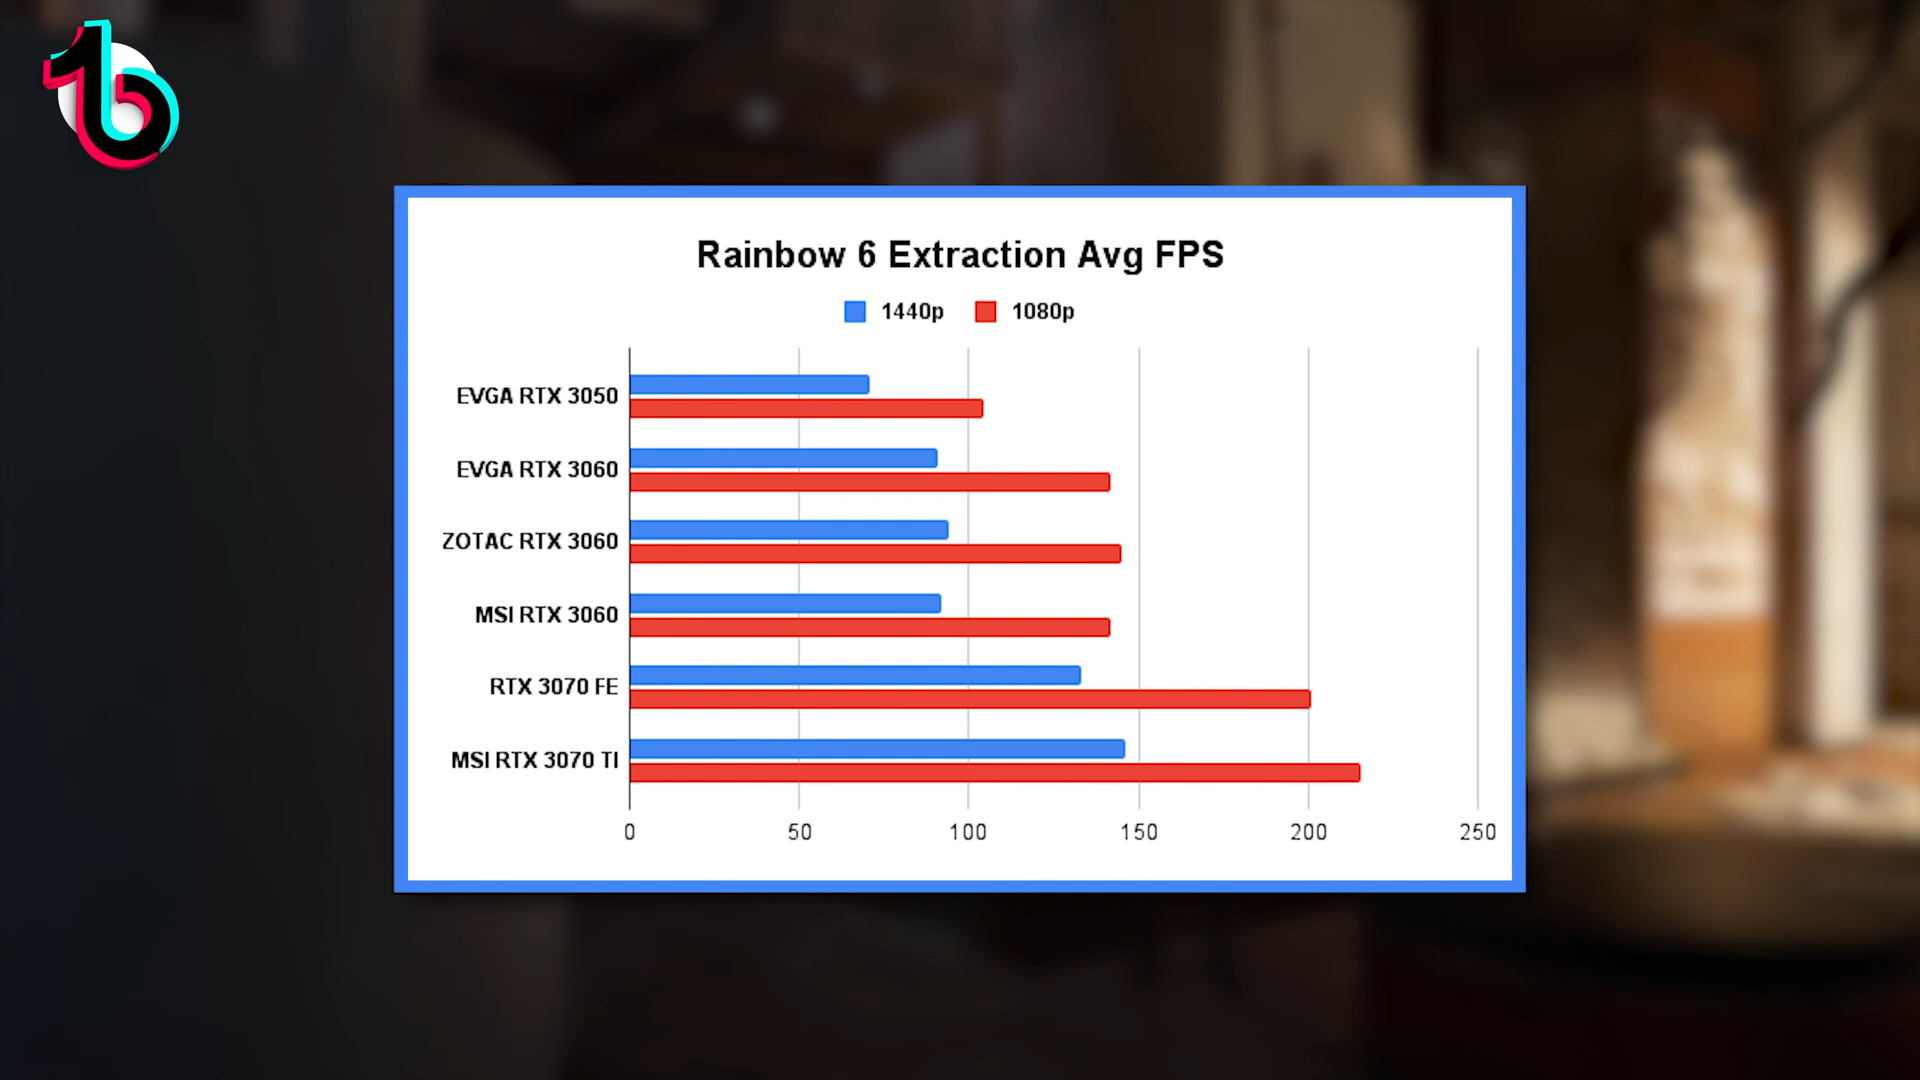 Rainbow 6 Extraction Avg FPS
1440p 1080p
EVGA RTX 3050
EVGA RTX 3060
ZOTAC RTX 3060
MSI RTX 3060
RTX 3070 FE
MSI RTX 3070 TI
0 50 100 150 200 250